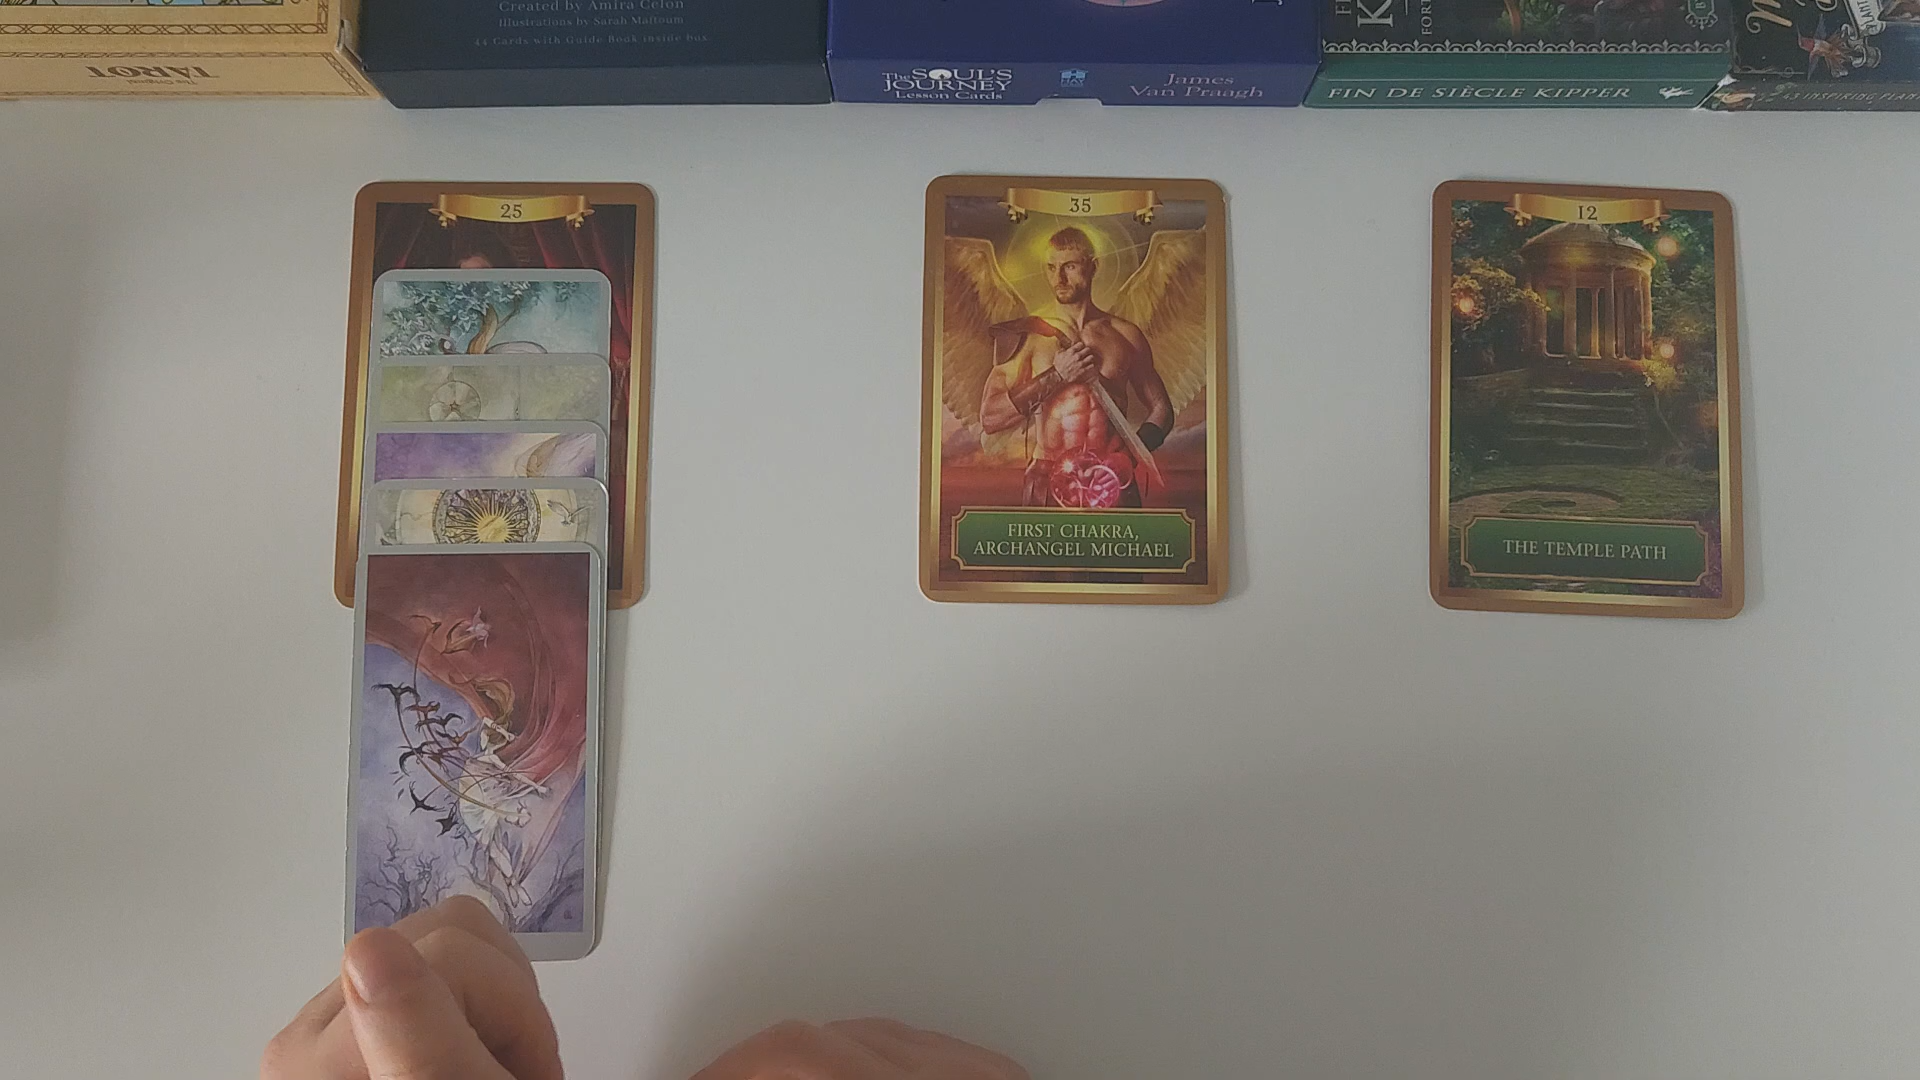 TAROT
Created by Amira Celon
Illustrations by Sarah Maitoum
44 Cards with Guide Book inside box
The SOUL'S
JOURNEY
Lesson Cards
James
Van Praagh
FIN DE SIÈCLE KIPPER
25
35
FIRST CHAKRA,
ARCHANGEL MICHAEL
12
THE TEMPLE PATH